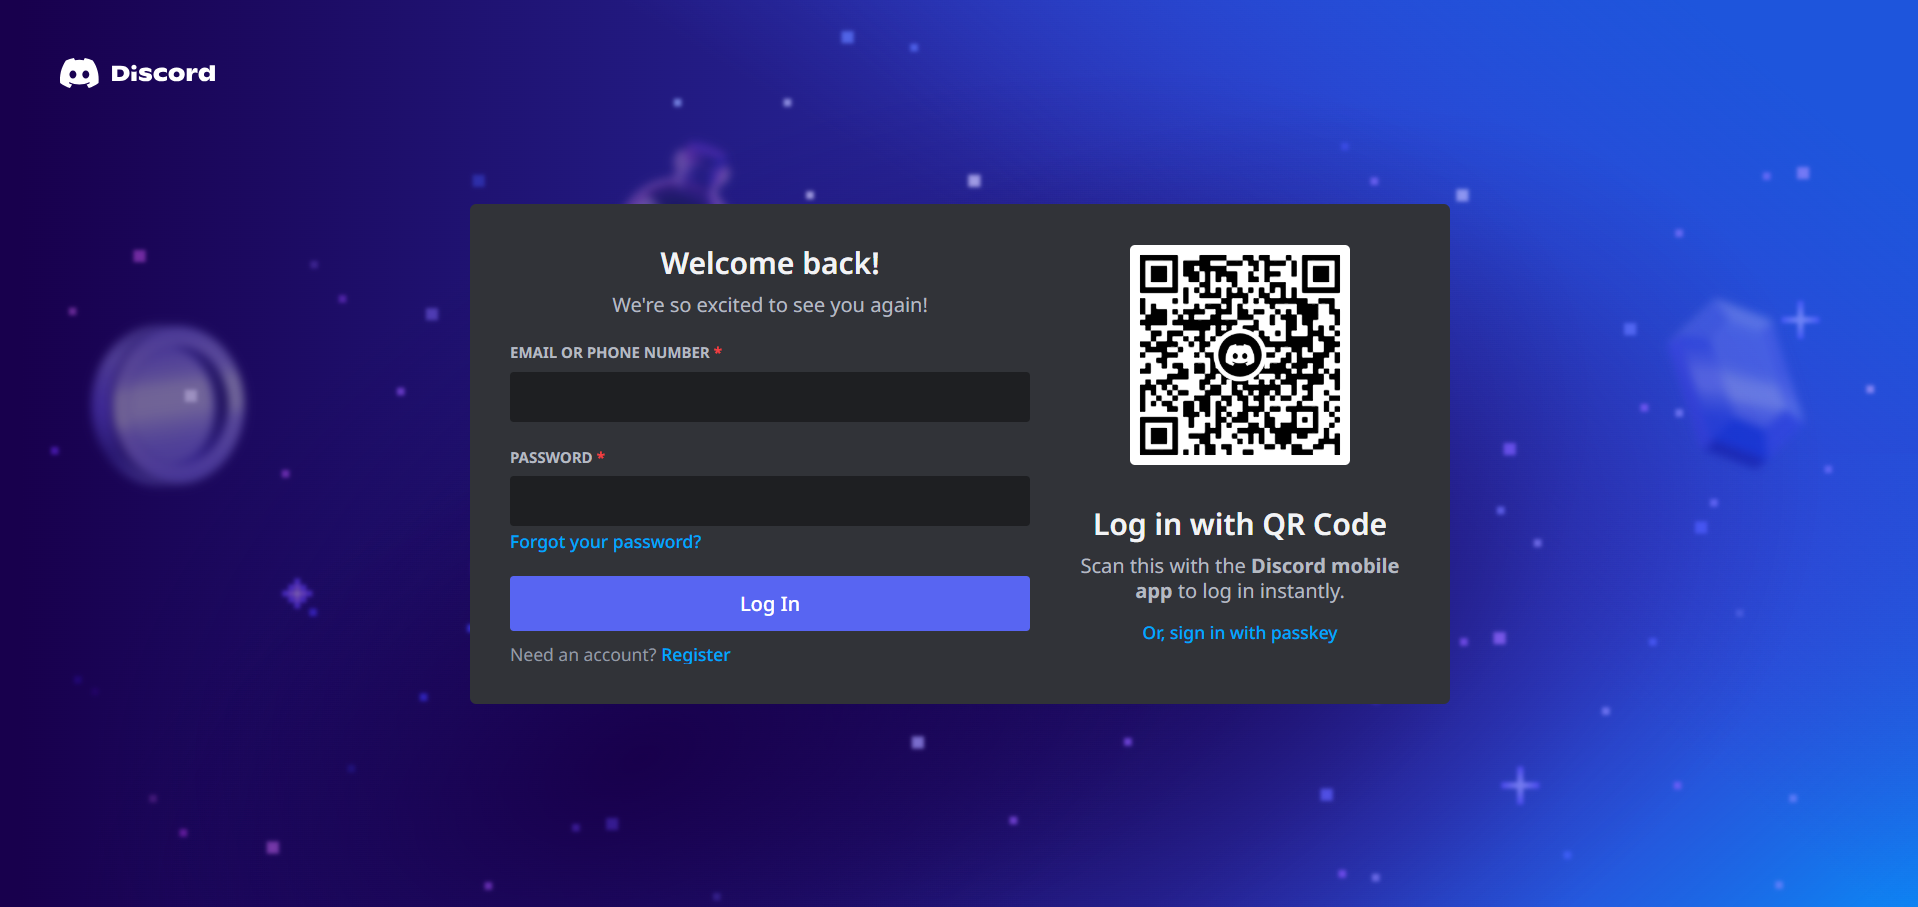 Discord
Welcome back!
We're so excited to see you again!
EMAIL OR PHONE NUMBER *
PASSWORD *
Forgot your password?
Log In
Need an account? Register
Log in with QR Code
Scan this with the Discord mobile
app to log in instantly.
Or, sign in with passkey